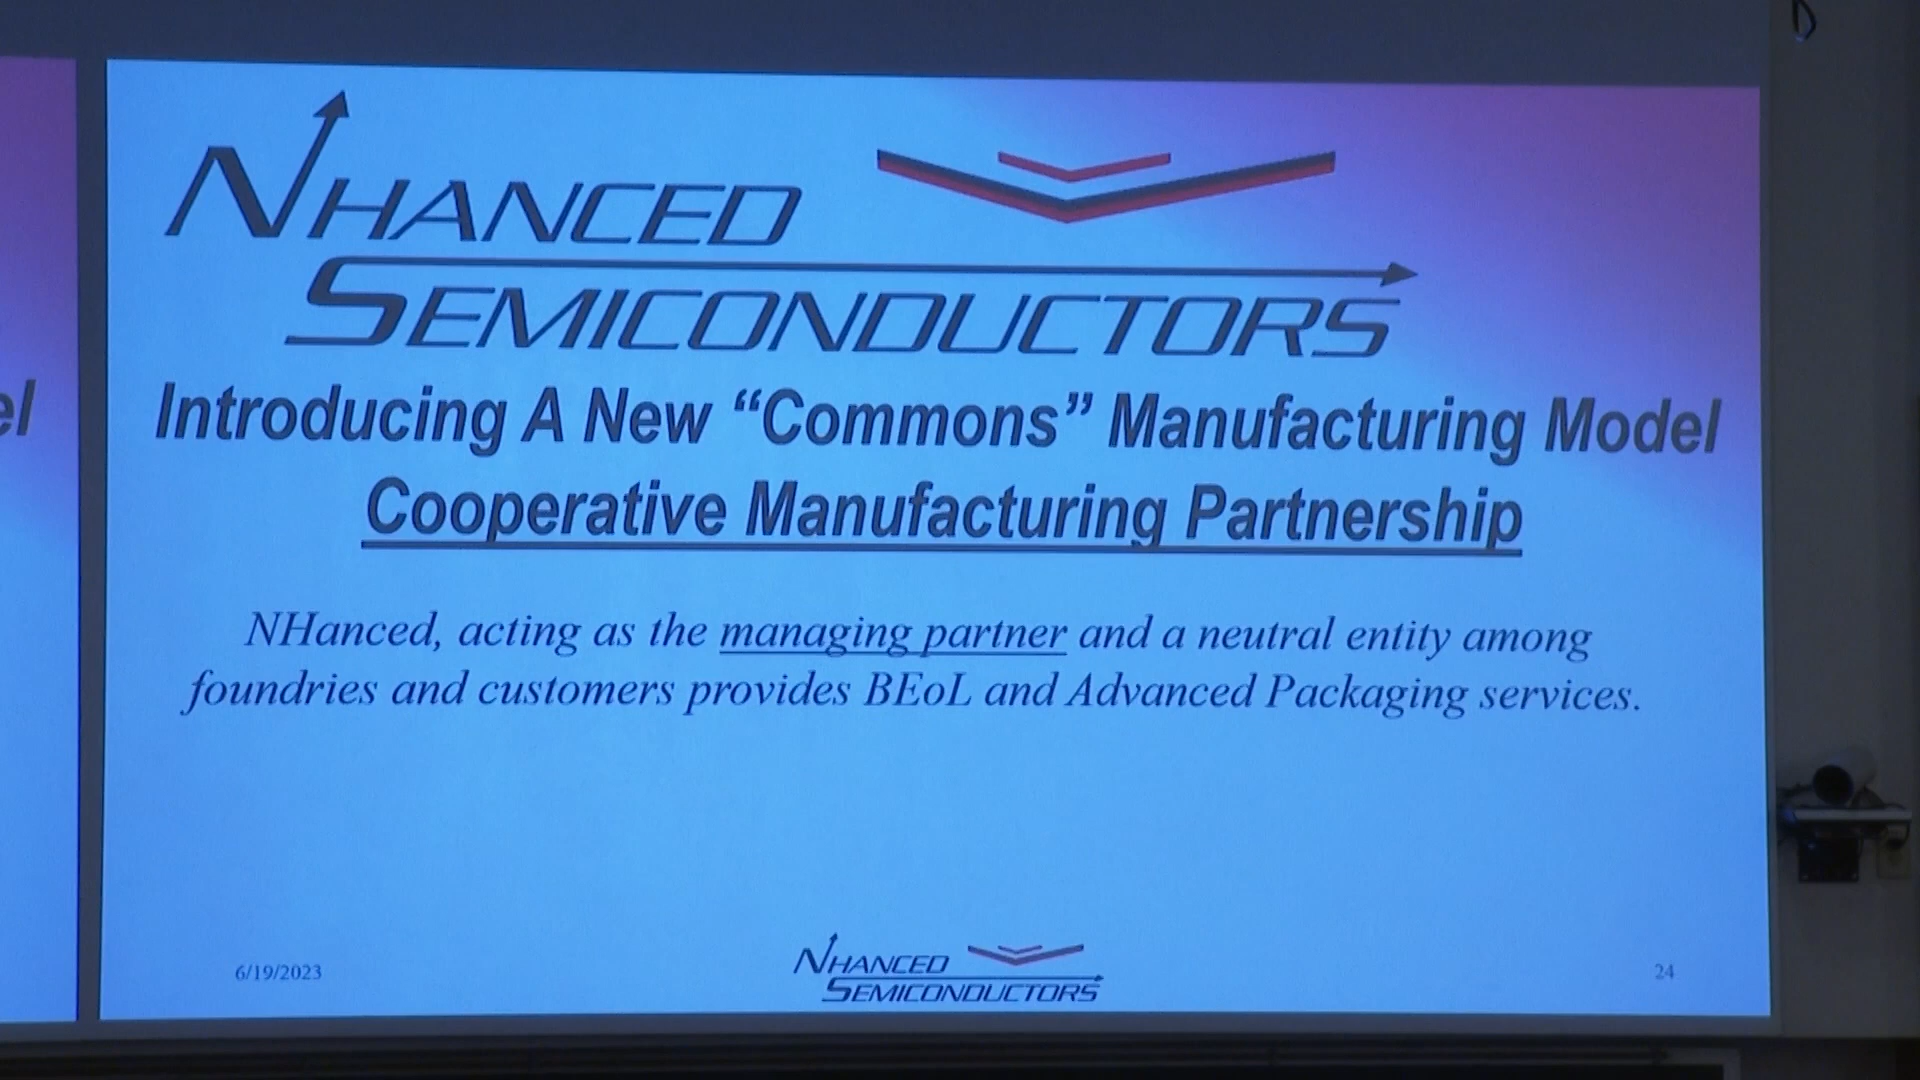 el
NHANCED
SEMICONDUCTORS
Introducing A New “Commons” Manufacturing Model
Cooperative Manufacturing Partnership
NHanced, acting as the managing partner and a neutral entity among
foundries and customers provides BEoL and Advanced Packaging services.
6/19/2023
NHANCED
SEMICONDUCTORS
24